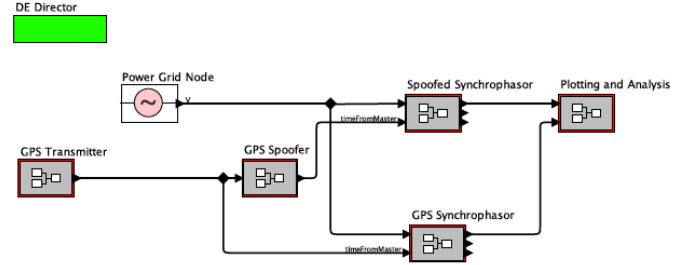 DE Director
Power Grid Node
v
Spoofed Synchrophasor
Plotting and Analysis
timeFromMaster
GPS Transmitter
GPS Spoofer
GPS Synchrophasor
timeFromMaster